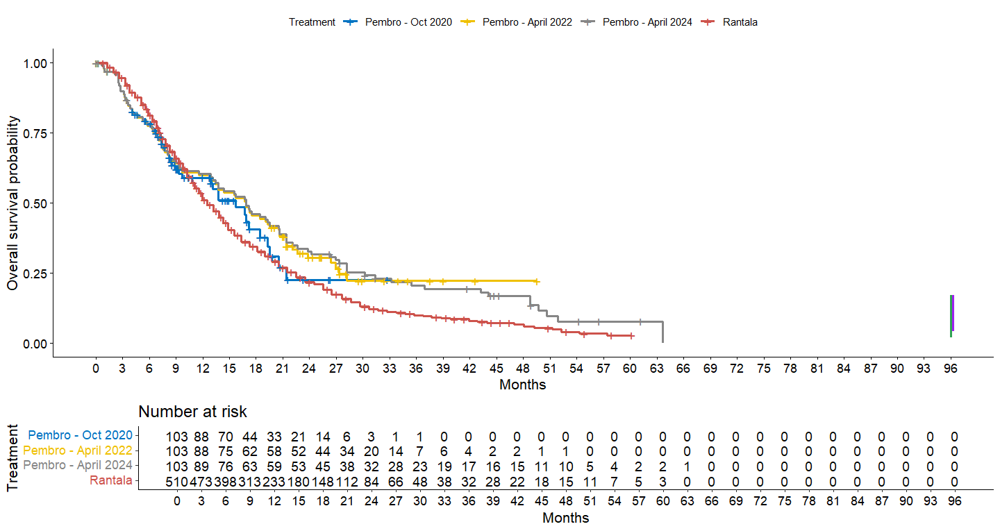 Treatment Pembro - Oct 2020 Pembro - April 2022 Pembro - April 2024 Rantala
Overall survival probability
1.00
0.75
0.50
0.25
0.00
0 3 6 9 12 15 18 21 24 27 30 33 36 39 42 45 48 51 54 57 60 63 66 69 72 75 78 81 84 87 90 93 96
Months
Number at risk
Treatment
Pembro - Oct 2020 103 88 70 44 33 21 14 6 3 1 1 0 0 0 0 0 0 0 0 0 0 0 0 0 0 0 0 0 0 0 0 0 0
Pembro - April 2022 103 88 75 62 58 52 44 34 20 14 7 6 4 2 2 1 1 0 0 0 0 0 0 0 0 0 0 0 0 0 0 0 0
Pembro - April 2024 103 89 76 63 59 53 45 38 32 28 23 19 17 16 15 11 10 5 4 2 2 1 0 0 0 0 0 0 0 0 0 0 0
Rantala 510 473 398 313 233 180 148 112 84 66 48 38 32 28 22 18 15 11 7 5 3 0 0 0 0 0 0 0 0 0 0 0 0
0 3 6 9 12 15 18 21 24 27 30 33 36 39 42 45 48 51 54 57 60 63 66 69 72 75 78 81 84 87 90 93 96
Months